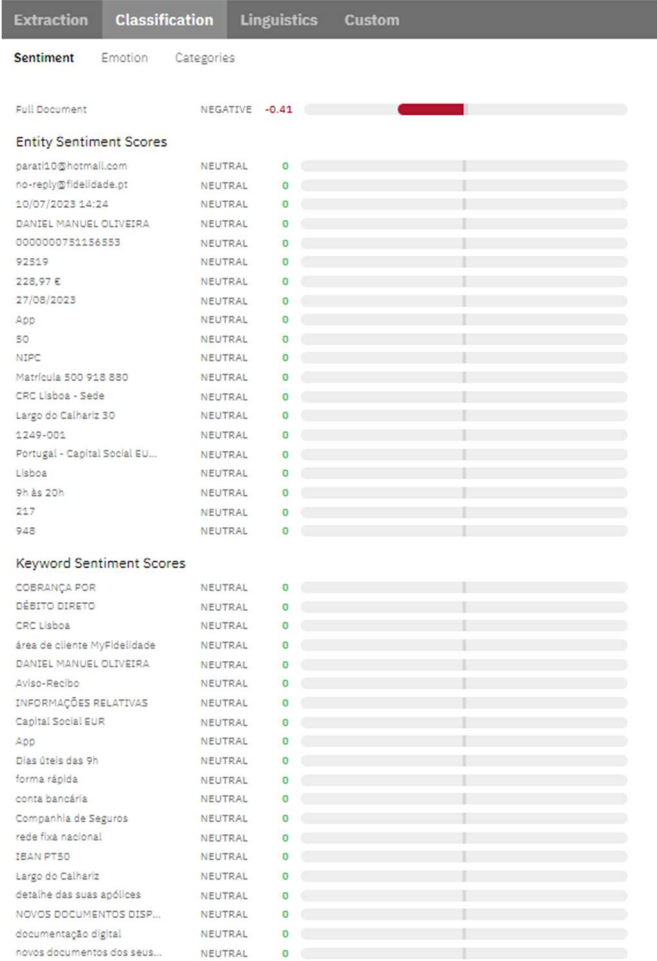 Extraction Classification Linguistics Custom
Sentiment Emotion Categories
Full Document NEGATIVE -0.41
Entity Sentiment Scores
parati10@hotmail.com NEUTRAL 0
no-reply@fidelidade.pt NEUTRAL 0
10/07/2023 14:24 NEUTRAL 0
DANIEL MANUEL OLIVEIRA NEUTRAL 0
0000000751156553 NEUTRAL 0
92519 NEUTRAL 0
228,97 € NEUTRAL 0
27/08/2023 NEUTRAL 0
App NEUTRAL 0
50 NEUTRAL 0
NIPC NEUTRAL 0
Matrícula 500 918 880 NEUTRAL 0
CRC Lisboa - Sede NEUTRAL 0
Largo do Calhariz 30 NEUTRAL 0
1249-001 NEUTRAL 0
Portugal - Capital Social EU... NEUTRAL 0
Lisboa NEUTRAL 0
9h às 20h NEUTRAL 0
217 NEUTRAL 0
948 NEUTRAL 0
Keyword Sentiment Scores
COBRANÇA POR NEUTRAL 0
DÉBITO DIRETO NEUTRAL 0
CRC Lisboa NEUTRAL 0
área de cliente MyFidelidade NEUTRAL 0
DANIEL MANUEL OLIVEIRA NEUTRAL 0
Aviso-Recibo NEUTRAL 0
INFORMAÇÕES RELATIVAS NEUTRAL 0
Capital Social EUR NEUTRAL 0
App NEUTRAL 0
Dias úteis das 9h NEUTRAL 0
forma rápida NEUTRAL 0
conta bancária NEUTRAL 0
Companhia de Seguros NEUTRAL 0
rede fixa nacional NEUTRAL 0
IBAN PT50 NEUTRAL 0
Largo do Calhariz NEUTRAL 0
detalhe das suas apólices NEUTRAL 0
NOVOS DOCUMENTOS DISP... NEUTRAL 0
documentação digital NEUTRAL 0
novos documentos dos seus... NEUTRAL 0